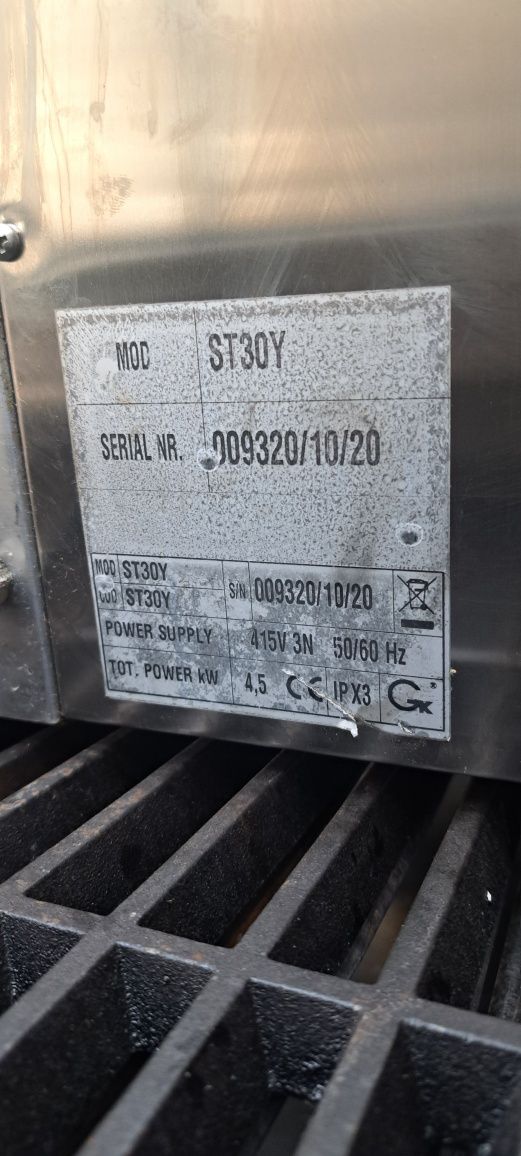 MOD ST30Y
SERIAL NR. 009320/10/20
MOD ST30Y
COD ST30Y
S/N 009320/10/20
POWER SUPPLY 415V 3N 50/60 Hz
TOT. POWER kW 4,5 CE IPX3